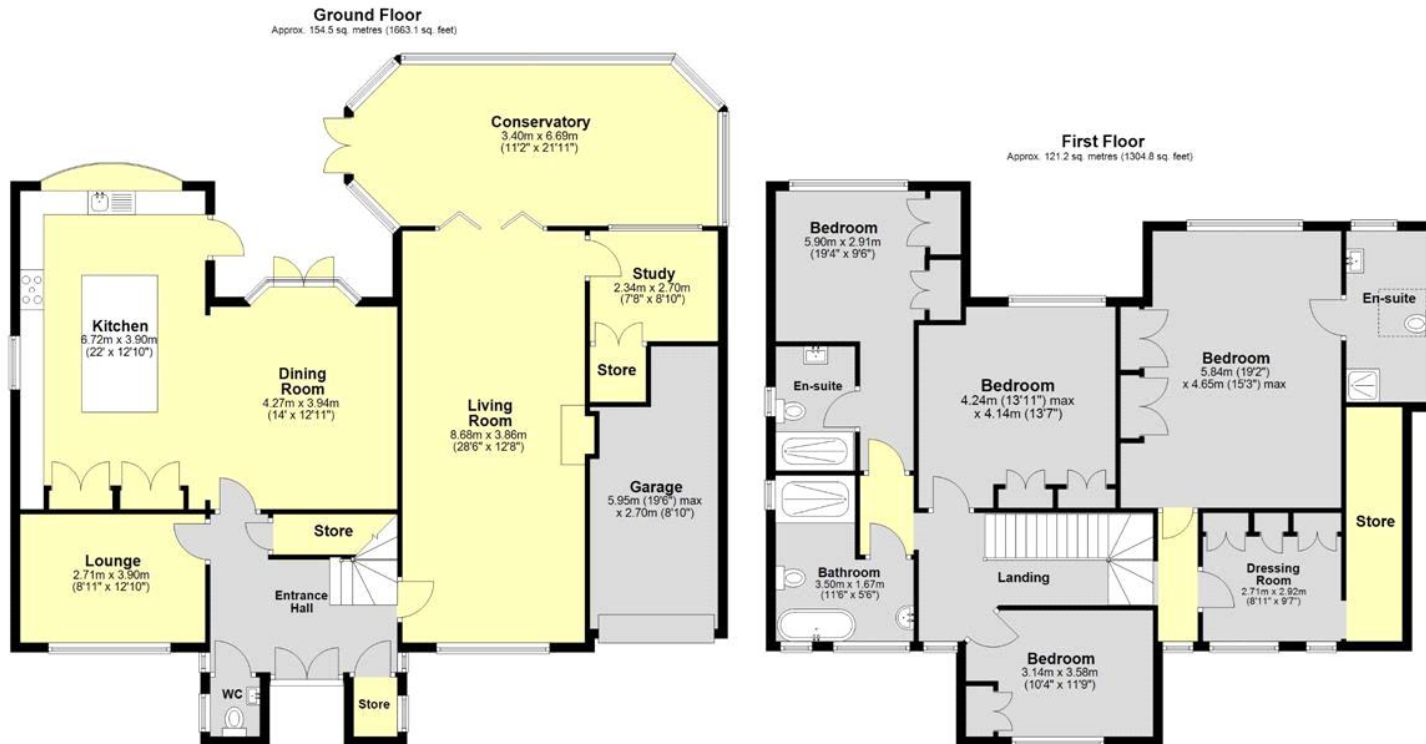 Ground Floor
Approx. 154.5 sq. metres (1663.1 sq. feet)
Conservatory
3.40m x 6.69m
(11'2" x 21'11")
Kitchen
6.72m x 3.90m
(22' x 12'10")
Dining
Room
4.27m x 3.94m
(14' x 12'11")
Living
Room
8.68m x 3.86m
(28'6" x 12'8")
Study
2.34m x 2.70m
(7'8" x 8'10")
Store
Garage
5.95m (19'6") max
x 2.70m (8'10")
Lounge
2.71m x 3.90m
(8'11" x 12'10")
Store
Entrance
Hall
WC
Store
First Floor
Approx. 121.2 sq. metres (1304.8 sq. feet)
Bedroom
5.90m x 2.91m
(19'4" x 9'6")
En-suite
Bedroom
4.24m (13'11") max
x 4.14m (13'7")
Bedroom
5.84m (19'2")
x 4.65m (15'3") max
En-suite
Store
Bathroom
3.50m x 1.67m
(11'6" x 5'6")
Landing
Dressing
Room
2.71m x 2.92m
(8'11" x 9'7")
Bedroom
3.14m x 3.58m
(10'4" x 11'9")